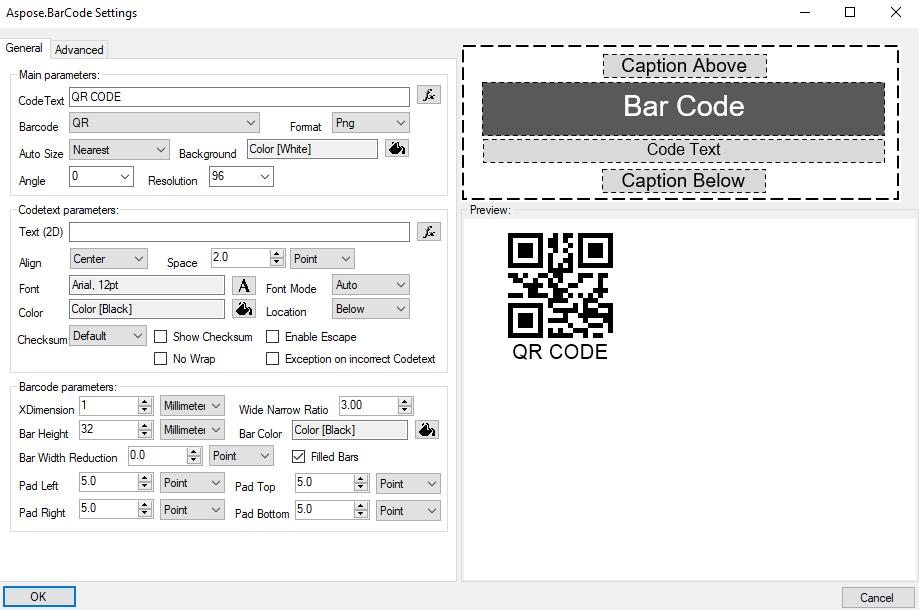 Aspose.BarCode Settings
General Advanced
Main parameters:
CodeText QR CODE fx
Barcode QR Format Png
Auto Size Nearest Background Color [White]
Angle 0 Resolution 96
Codetext parameters:
Text (2D) fx
Align Center Space 2.0 Point
Font Arial, 12pt A Font Mode Auto
Color Color [Black] Location Below
Checksum Default Show Checksum Enable Escape
No Wrap Exception on incorrect Codetext
Barcode parameters:
XDimension 1 Millimeter Wide Narrow Ratio 3.00
Bar Height 32 Millimeter Bar Color Color [Black]
Bar Width Reduction 0.0 Point Filled Bars
Pad Left 5.0 Point Pad Top 5.0 Point
Pad Right 5.0 Point Pad Bottom 5.0 Point
Caption Above
Bar Code
Code Text
Caption Below
Preview:
QR CODE
OK Cancel